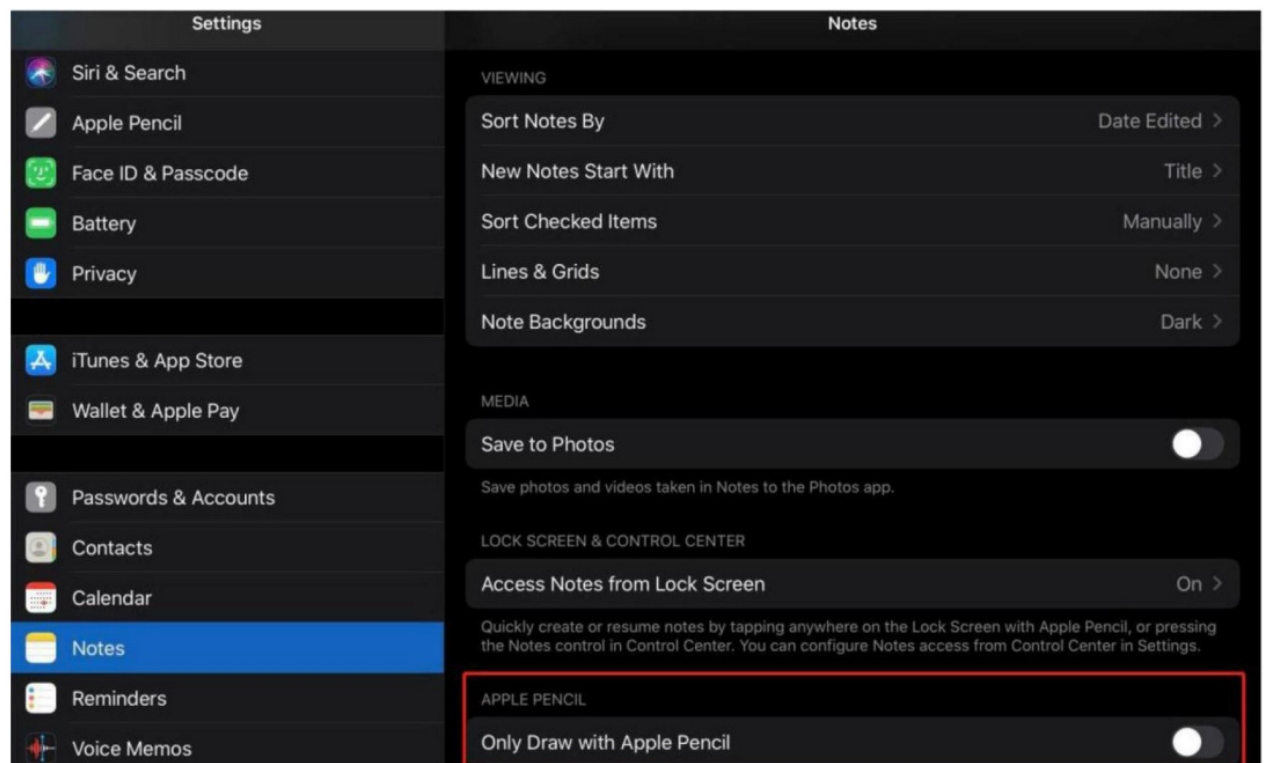 Settings
Siri & Search
Apple Pencil
Face ID & Passcode
Battery
Privacy
iTunes & App Store
Wallet & Apple Pay
Passwords & Accounts
Contacts
Calendar
Notes
Reminders
Voice Memos
Notes
VIEWING
Sort Notes By Date Edited
New Notes Start With Title
Sort Checked Items Manually
Lines & Grids None
Note Backgrounds Dark
MEDIA
Save to Photos
Save photos and videos taken in Notes to the Photos app.
LOCK SCREEN & CONTROL CENTER
Access Notes from Lock Screen On
Quickly create or resume notes by tapping anywhere on the Lock Screen with Apple Pencil, or pressing
the Notes control in Control Center. You can configure Notes access from Control Center in Settings.
APPLE PENCIL
Only Draw with Apple Pencil